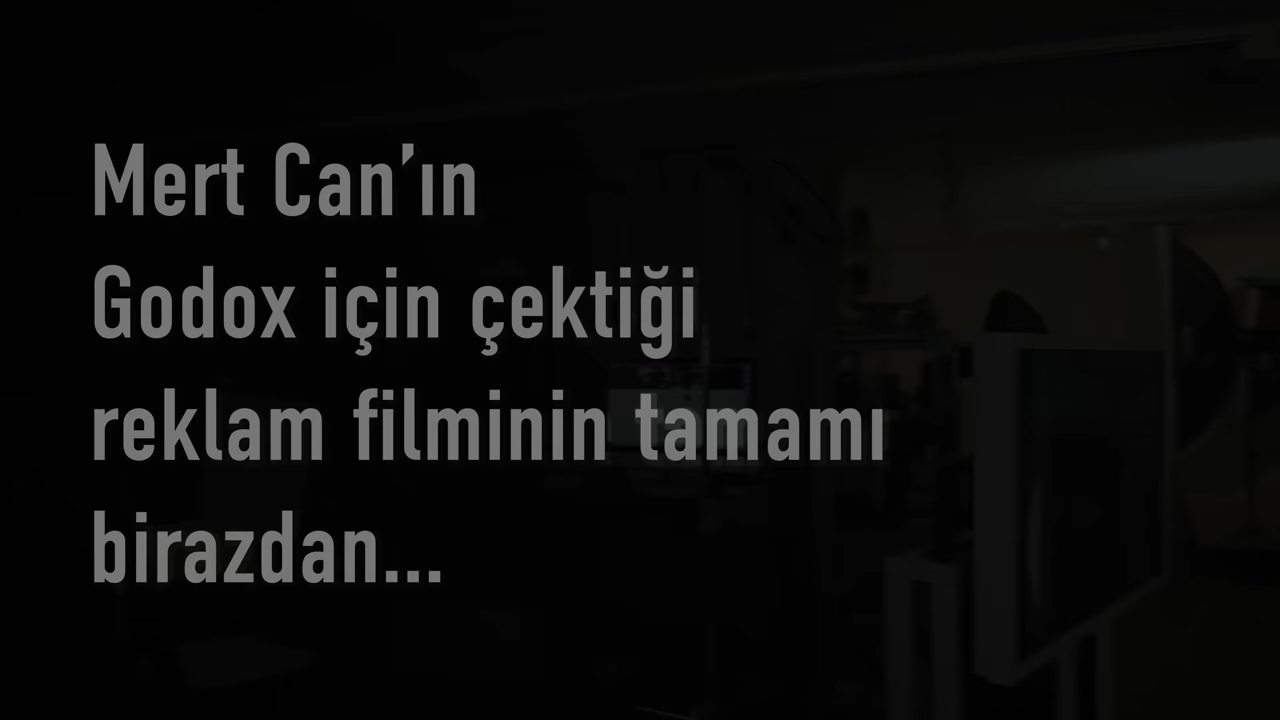 Mert Can’ın
Godox için çektiği
reklam filminin tamamı
birazdan...